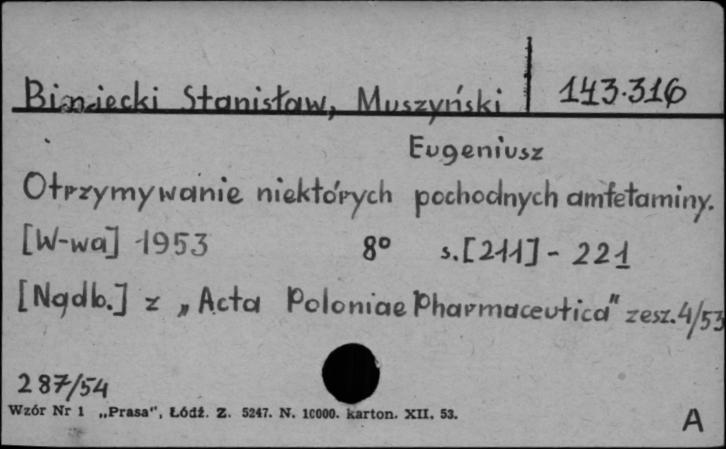 Biniecki Stanisław, Muszyński 143.316
Eugeniusz
Otrzymywanie niektórych pochodnych amfetaminy.
[W-wa] 1953 8° s.[211] - 221
[Nadb.] z „Acta Poloniae Pharmaceutica" zesz.4/53
287/54
Wzór Nr 1 „Prasa", Łódź. Z. 5247. N. 10000. karton. XII. 53.
A